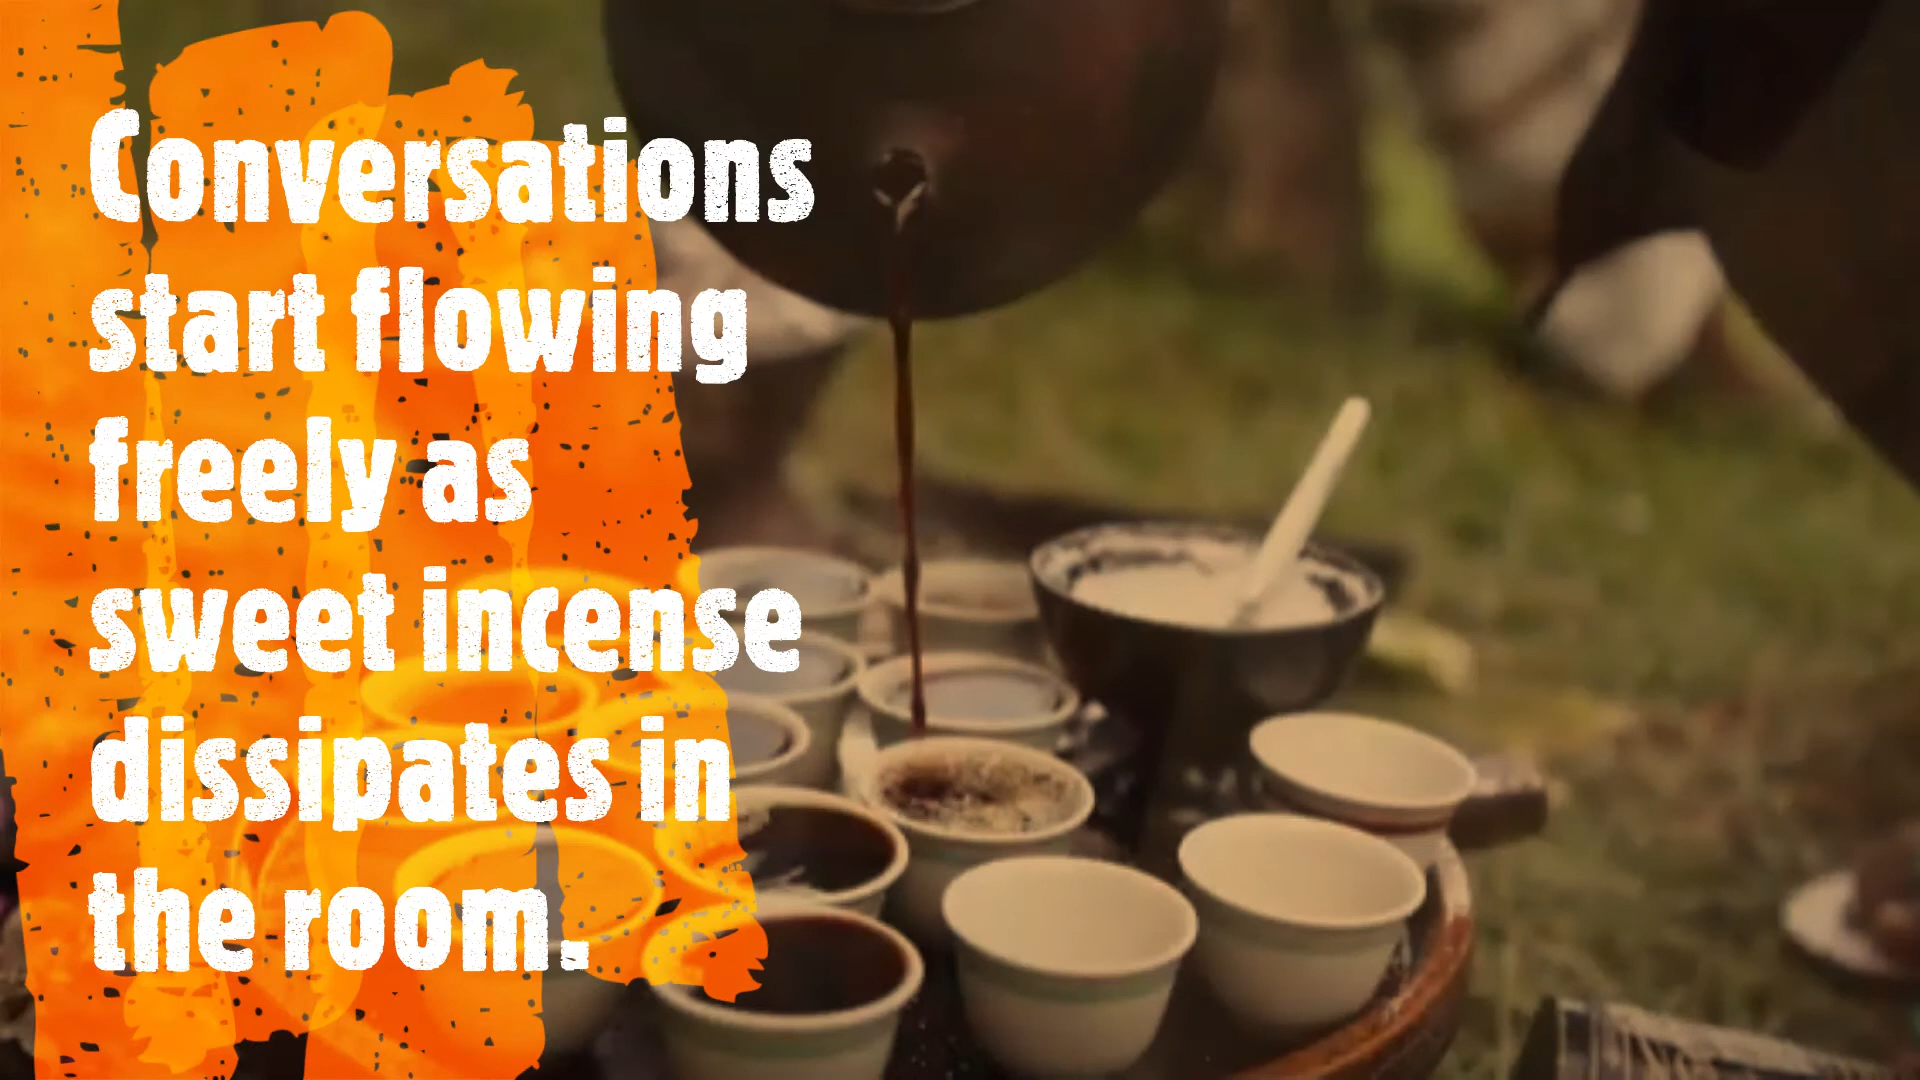 Conversations
start flowing
freely as
sweet incense
dissipates in
the room.